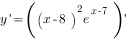 y' = ((x-8)^2 e^{x-7})'